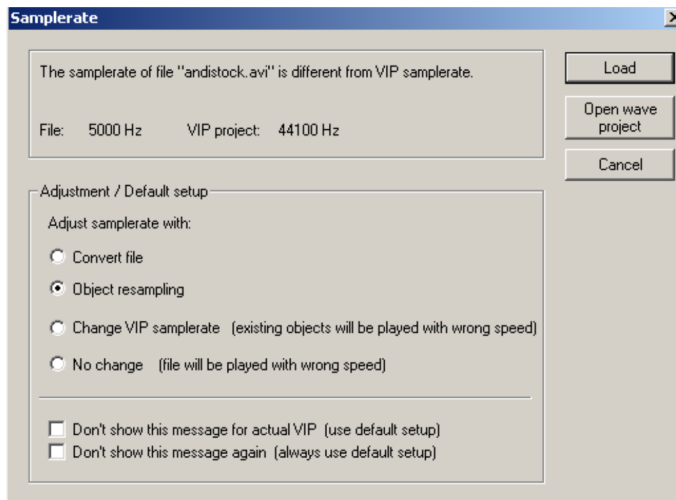 Samplerate
The samplerate of file "andistock.avi" is different from VIP samplerate.
File: 5000 Hz VIP project: 44100 Hz
Load
Open wave
project
Cancel
Adjustment / Default setup
Adjust samplerate with:
Convert file
Object resampling
Change VIP samplerate (existing objects will be played with wrong speed)
No change (file will be played with wrong speed)
Don't show this message for actual VIP (use default setup)
Don't show this message again (always use default setup)